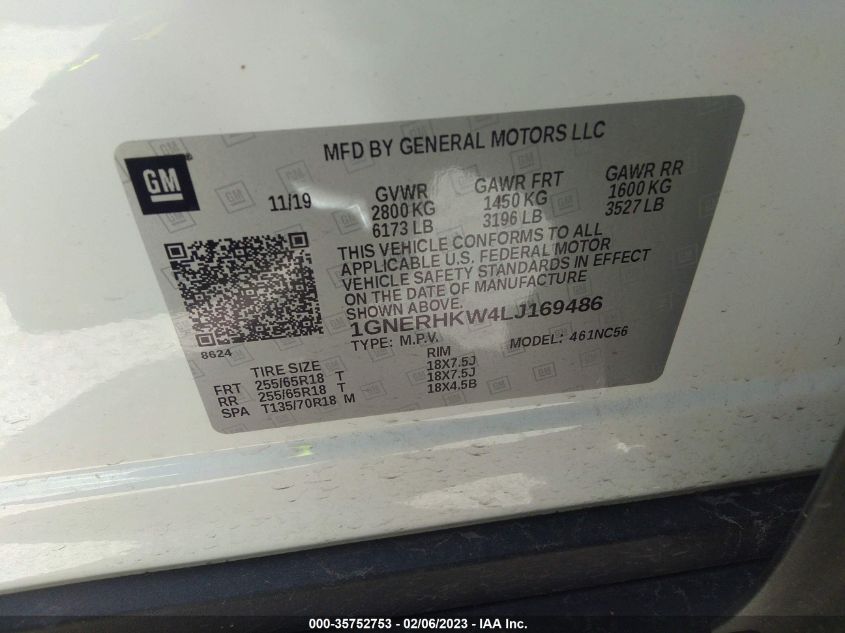 GM
MFD BY GENERAL MOTORS LLC
11/19
GVWR GAWR FRT GAWR RR
2800 KG 1450 KG 1600 KG
6173 LB 3196 LB 3527 LB
THIS VEHICLE CONFORMS TO ALL
APPLICABLE U.S. FEDERAL MOTOR
VEHICLE SAFETY STANDARDS IN EFFECT
ON THE DATE OF MANUFACTURE
SHOWN ABOVE.
1GNERHKW4LJ169486
8624
TYPE: M.P.V. MODEL: 461NC56
TIRE SIZE RIM
FRT 255/65R18 T 18X7.5J
RR 255/65R18 T 18X7.5J
SPA T135/70R18 M 18X4.5B
000-35752753 — 02/06/2023 — IAA Inc.